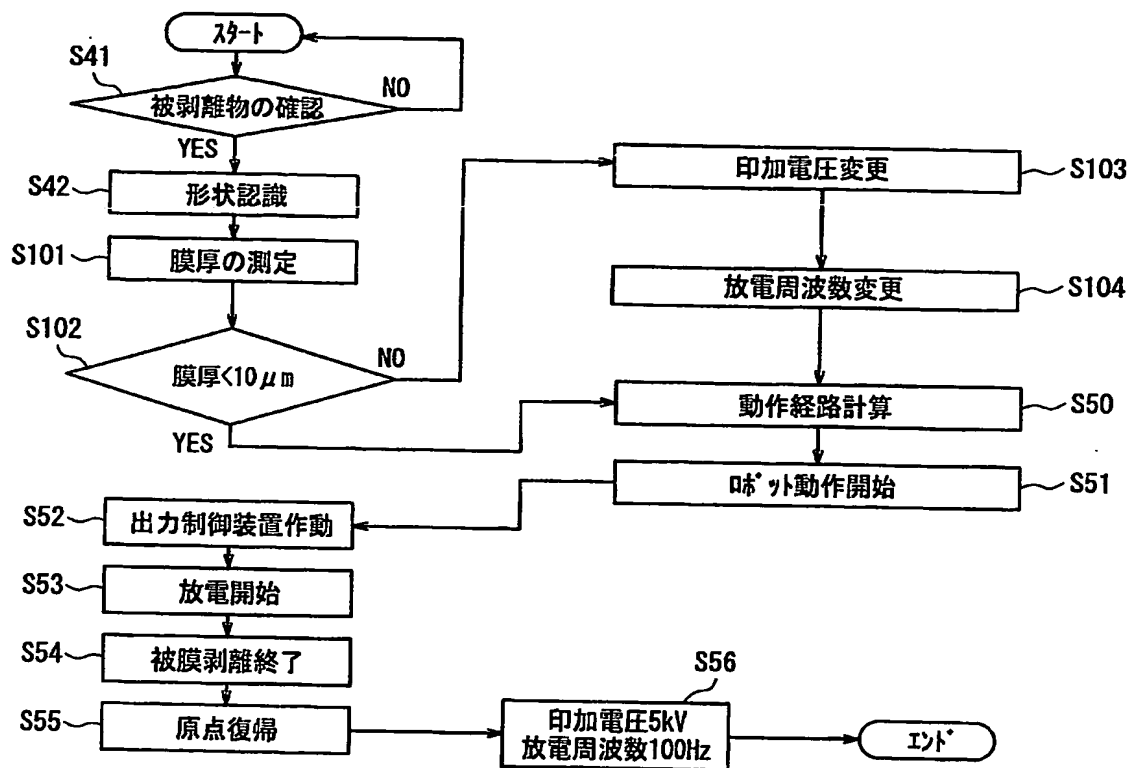 スタート
S41
被剥離物の確認
NO
YES
S42
形状認識
S101
膜厚の測定
S102
膜厚<10μm
NO
YES
印加電圧変更
S103
放電周波数変更
S104
動作経路計算
S50
ロボット動作開始
S51
S52
出力制御装置作動
S53
放電開始
S54
被膜剥離終了
S55
原点復帰
S56
印加電圧5kV
放電周波数100Hz
エンド